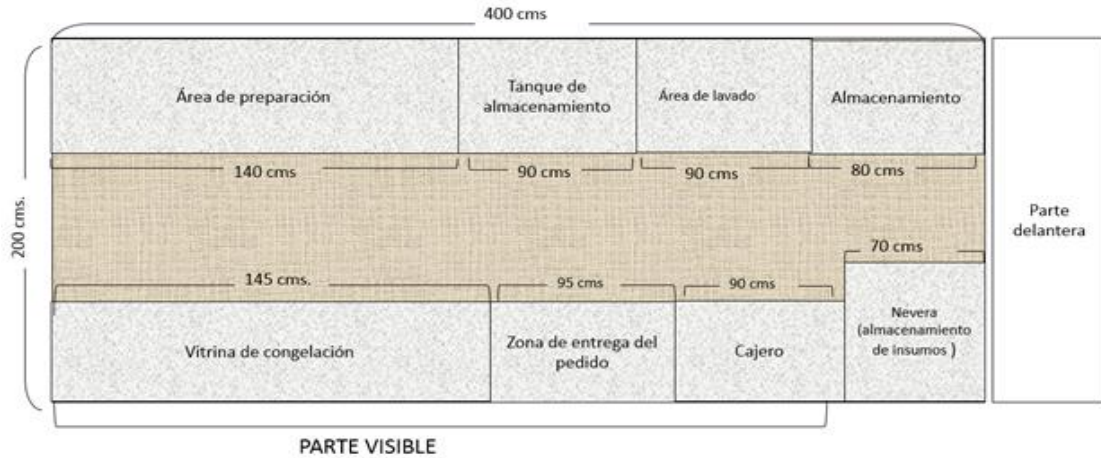 400 cms
Área de preparación
Tanque de
almacenamiento
Área de lavado
Almacenamiento
140 cms
90 cms
90 cms
80 cms
200 cms.
Parte
delantera
70 cms
145 cms.
95 cms
90 cms
Vitrina de congelación
Zona de entrega del
pedido
Cajero
Nevera
(almacenamiento
de insumos )
PARTE VISIBLE